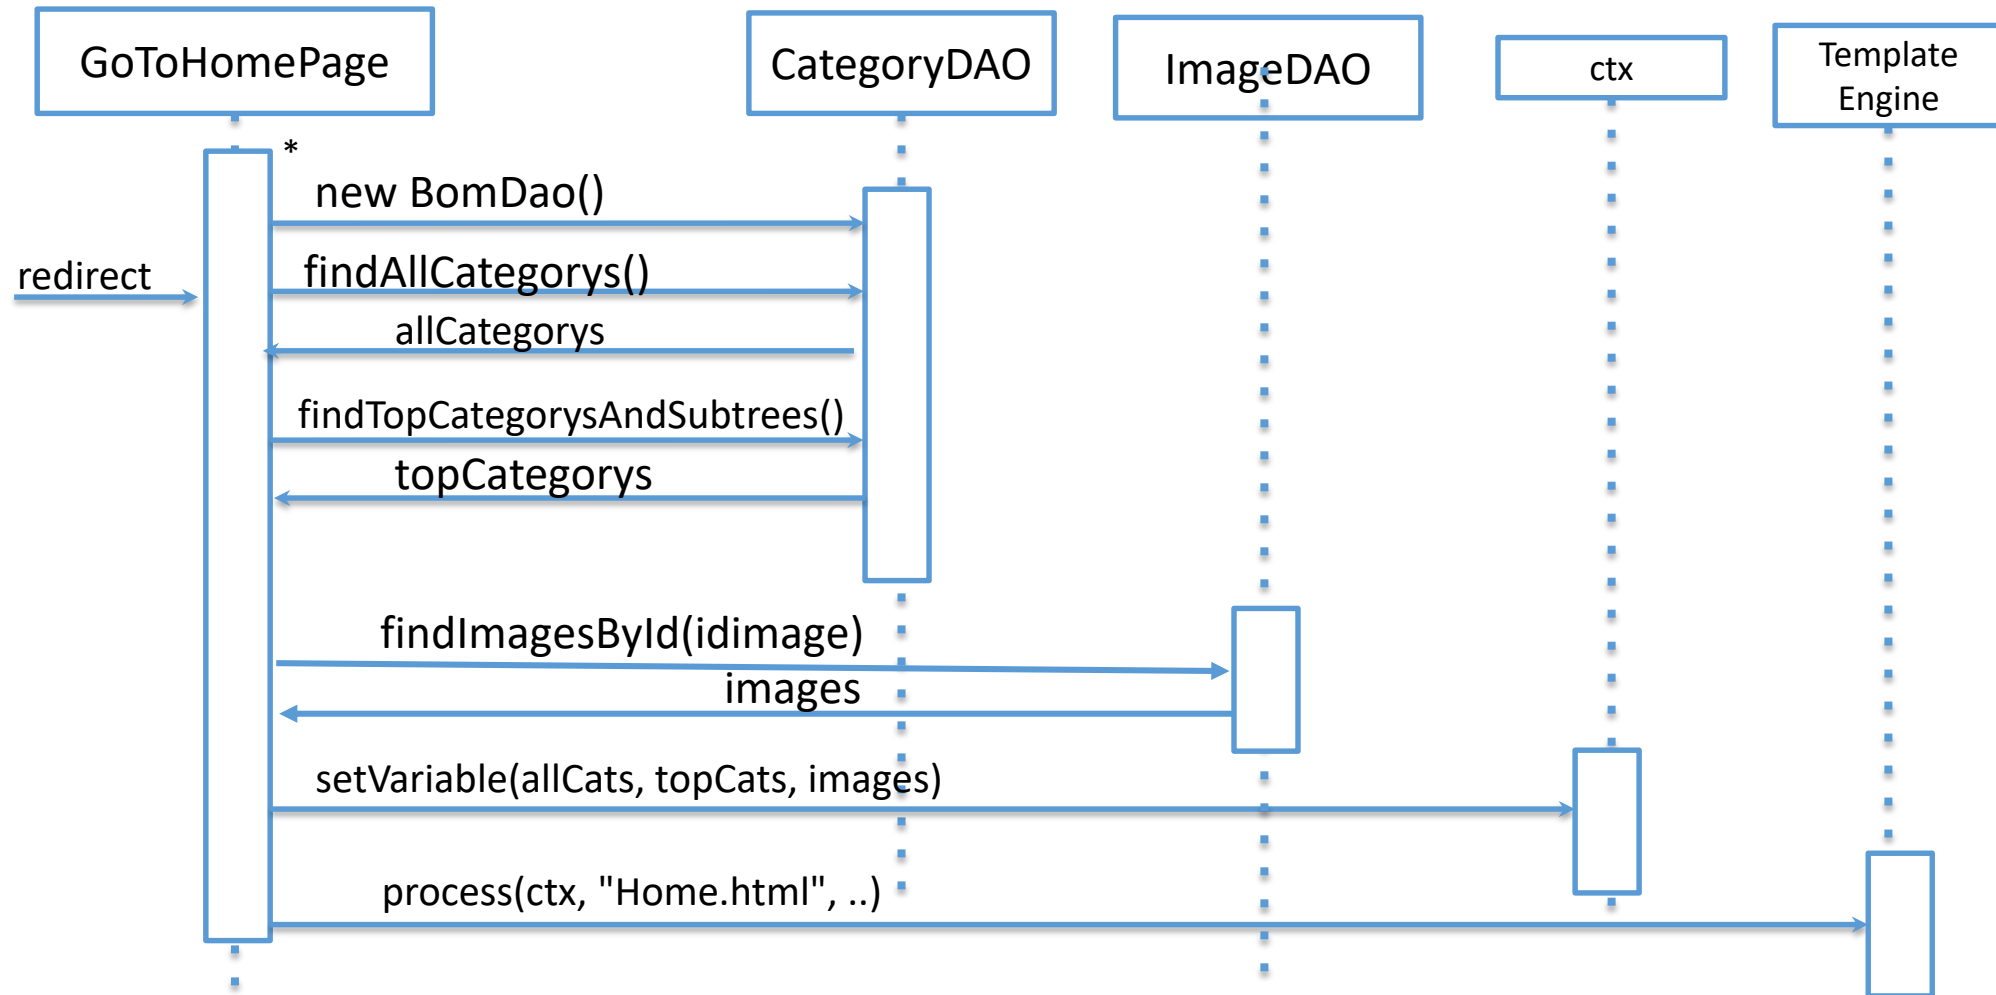 GoToHomePage
CategoryDAO
ImageDAO
ctx
Template
Engine
*
new BomDao()
redirect
findAllCategorys()
allCategorys
findTopCategorysAndSubtrees()
topCategorys
findImagesById(idimage)
images
setVariable(allCats, topCats, images)
process(ctx, "Home.html", ..)